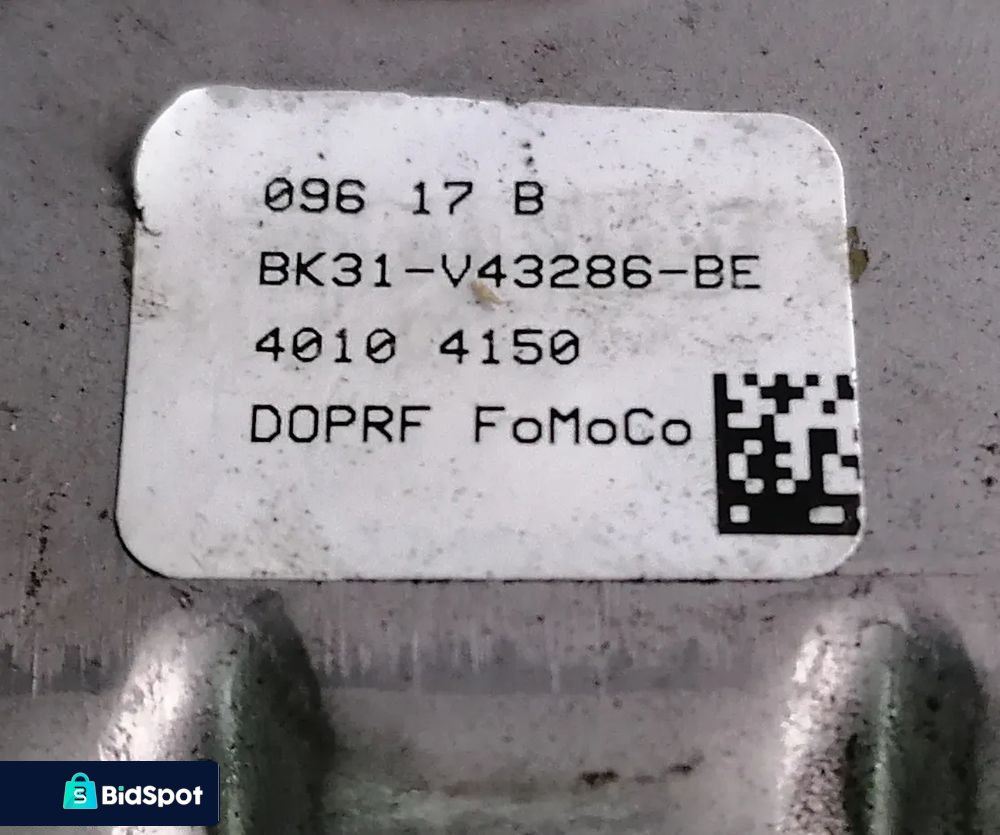 096 17 B
BK31-V43286-BE
4010 4150
DOPRF FoMoCo
BidSpot